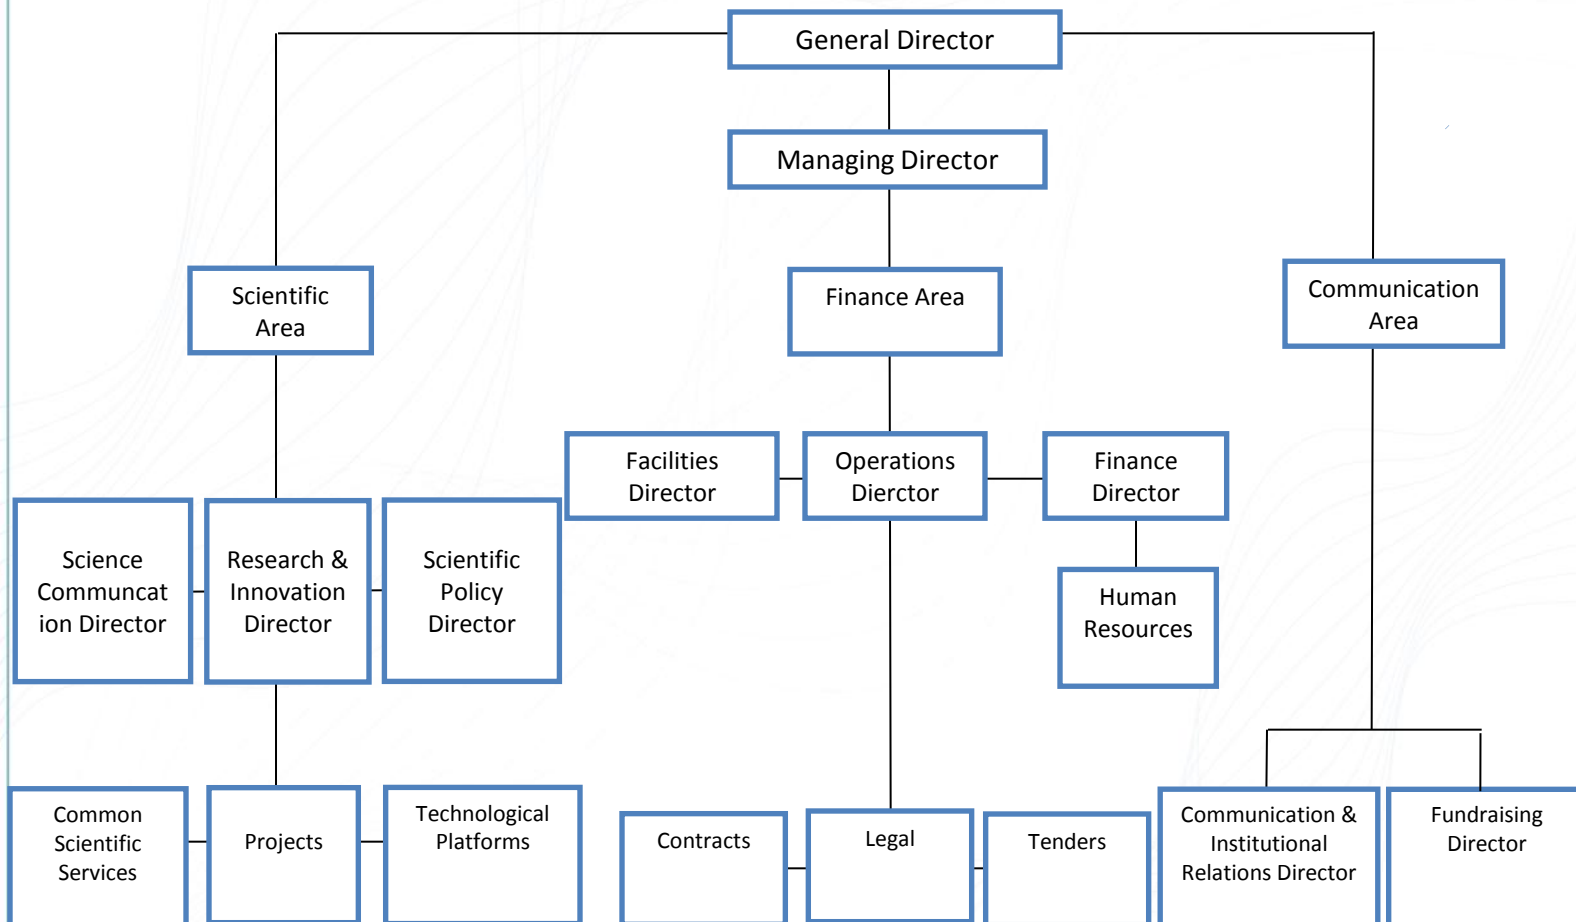 General Director
Managing Director
Scientific
Area
Finance Area
Communication
Area
Facilities
Director
Operations
Dierctor
Finance
Director
Science
Communcat
ion Director
Research &
Innovation
Director
Scientific
Policy
Director
Human
Resources
Common
Scientific
Services
Projects
Technological
Platforms
Contracts
Legal
Tenders
Communication &
Institutional
Relations Director
Fundraising
Director